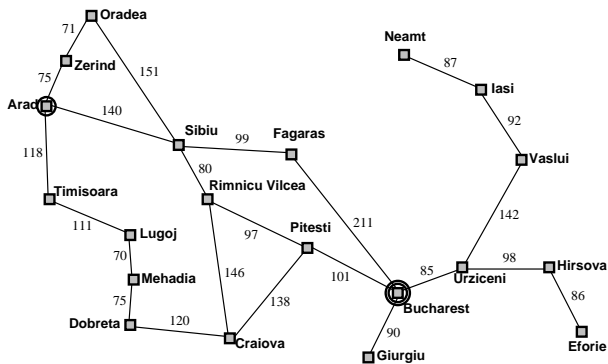 Oradea
71
Neamt
87
Zerind
75
151
Iasi
Arad
140
92
Sibiu
99
Fagaras
118
80
Vaslui
Timisoara
Rimnicu Vilcea
211
142
111
Lugoj
97
Pitesti
70
98
Hirsova
146
101
85
Urziceni
Mehadia
138
86
75
Bucharest
Dobreta
120
90
Craiova
Eforie
Giurgiu